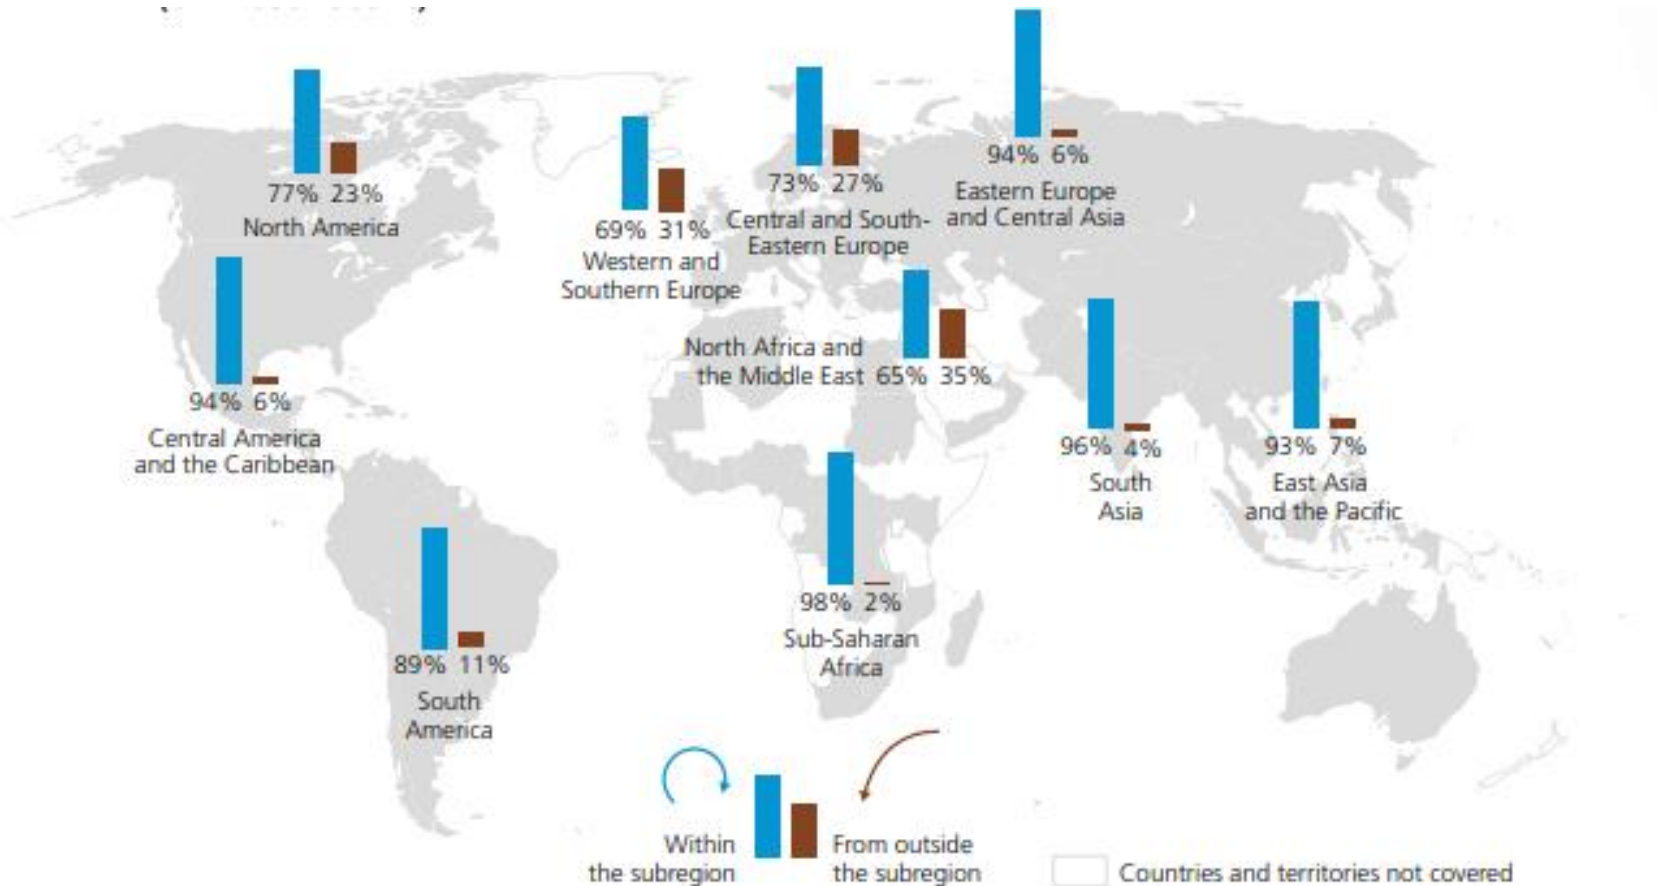 94% 6%
Eastern Europe
and Central Asia
73% 27%
Central and South-
Eastern Europe
77% 23%
North America
69% 31%
Western and
Southern Europe
North Africa and
the Middle East 65% 35%
94% 6%
Central America
and the Caribbean
96% 4%
South
Asia
93% 7%
East Asia
and the Pacific
98% 2%
Sub-Saharan
Africa
89% 11%
South
America
Within
the subregion
From outside
the subregion
Countries and territories not covered